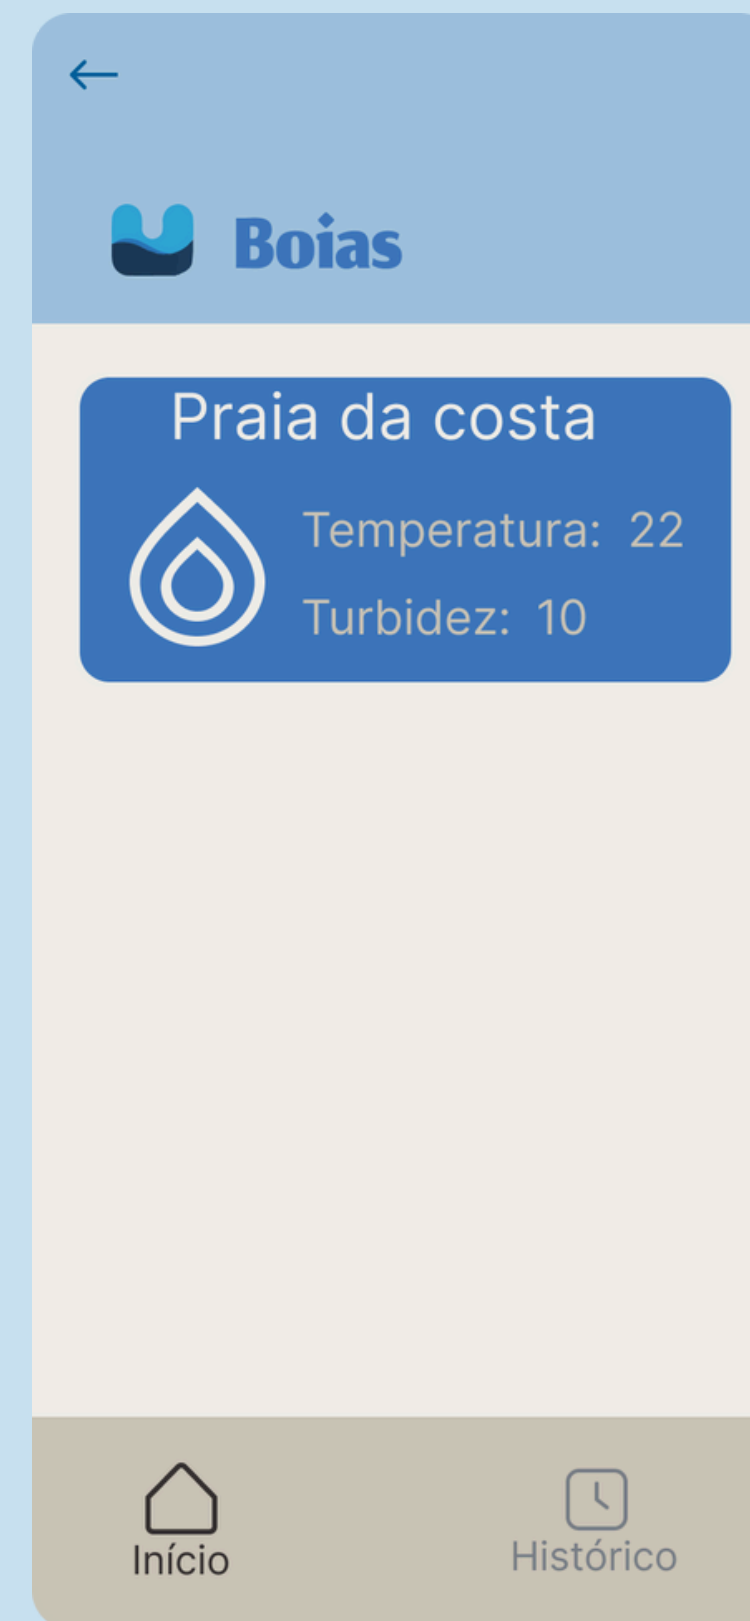 Boias
Praia da costa
Temperatura: 22
Turbidez: 10
Início
Histórico